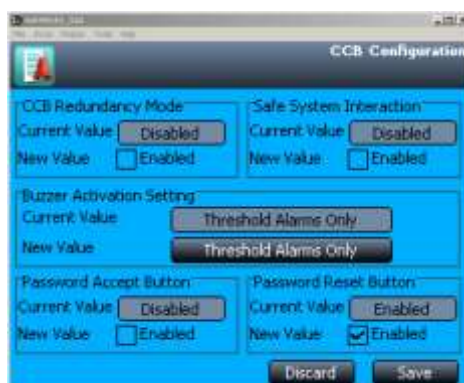 CCB Configuration
CCB Redundancy Mode
Current Value Disabled
New Value Enabled
Safe System Interaction
Current Value Disabled
New Value Enabled
Buzzer Activation Setting
Current Value Threshold Alarms Only
New Value Threshold Alarms Only
Password Accept Button
Current Value Disabled
New Value Enabled
Password Reset Button
Current Value Enabled
New Value Enabled
Discard Save